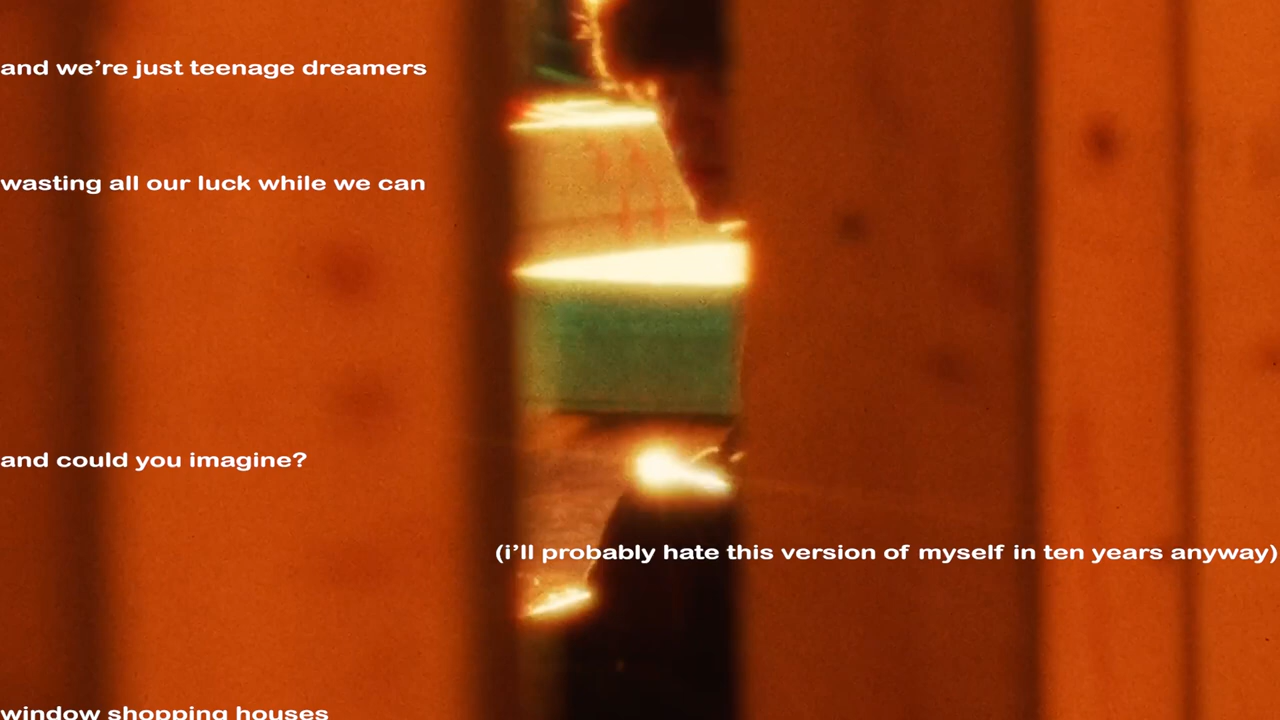 and we’re just teenage dreamers
wasting all our luck while we can
and could you imagine?
(i’ll probably hate this version of myself in ten years anyway)
window shopping houses